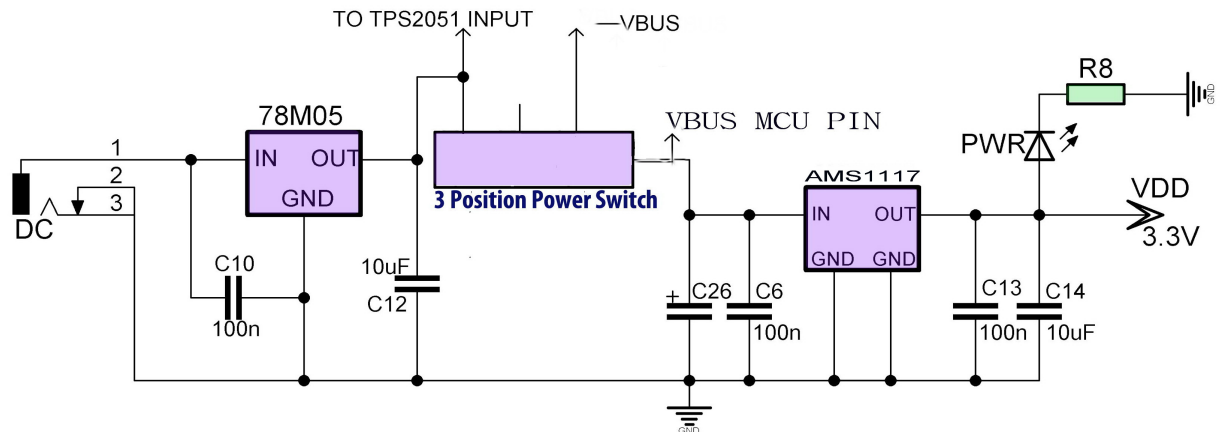 TO TPS2051 INPUT
—VBUS
R8
GND
78M05
VBUS MCU PIN
PWR
1
IN OUT
AMS1117
2
GND
VDD
3
3 Position Power Switch
IN OUT
DC
3.3V
C10
10uF
GND GND
C12
+
C26
C6
C13
C14
100n
100n
100n
10uF
GND